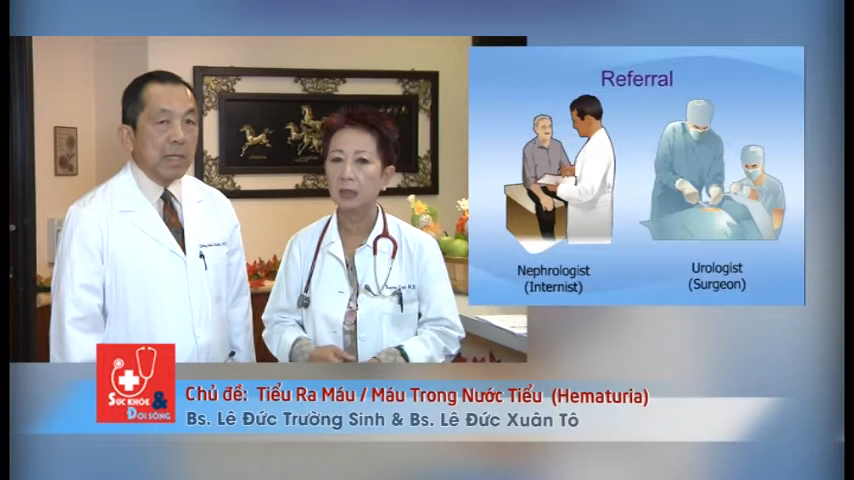 Referral
Nephrologist
(Internist)
Urologist
(Surgeon)
SỨC KHỎE
&
ĐỜI SỐNG
Chủ đề: Tiểu Ra Máu / Máu Trong Nước Tiểu (Hematuria)
Bs. Lê Đức Trường Sinh & Bs. Lê Đức Xuân Tô